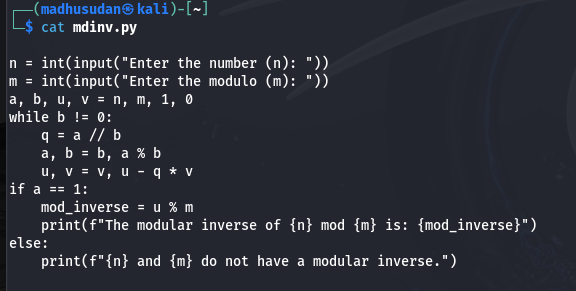 ┌──(madhusudan㉿kali)-[~]
└─$ cat mdinv.py

n = int(input("Enter the number (n): "))
m = int(input("Enter the modulo (m): "))
a, b, u, v = n, m, 1, 0
while b != 0:
    q = a // b
    a, b = b, a % b
    u, v = v, u - q * v
if a == 1:
    mod_inverse = u % m
    print(f"The modular inverse of {n} mod {m} is: {mod_inverse}")
else:
    print(f"{n} and {m} do not have a modular inverse.")